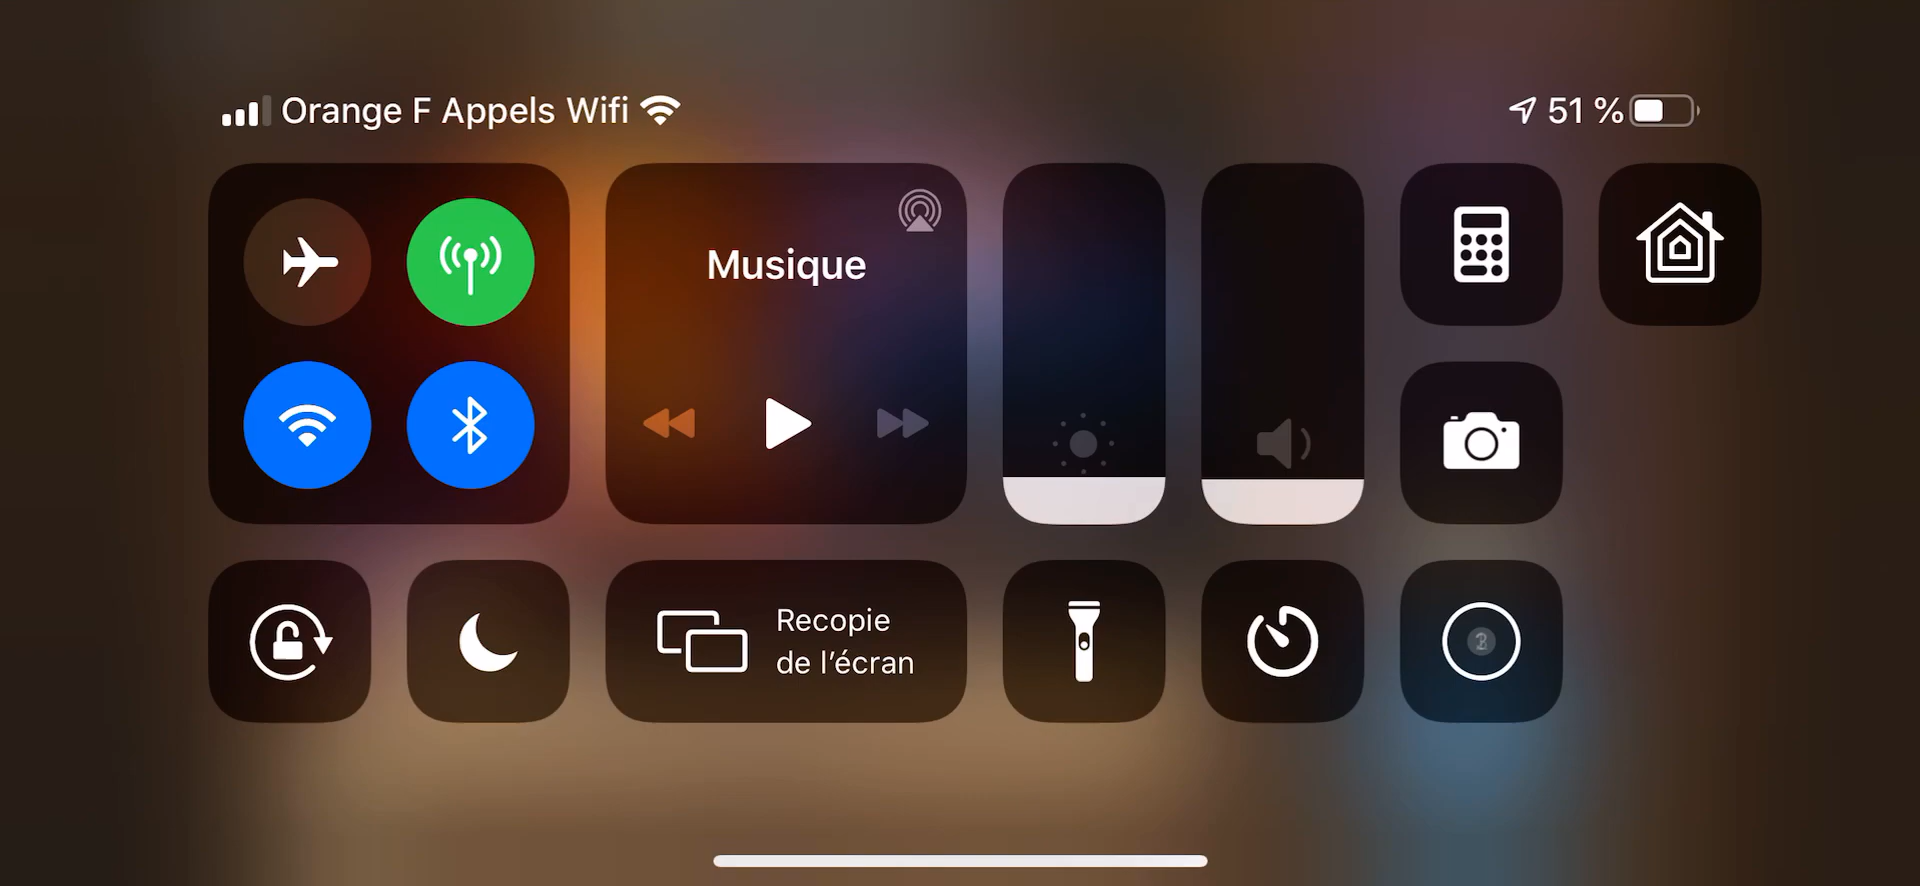 Orange F Appels Wifi
51 %
Musique
Recopie
de l’écran